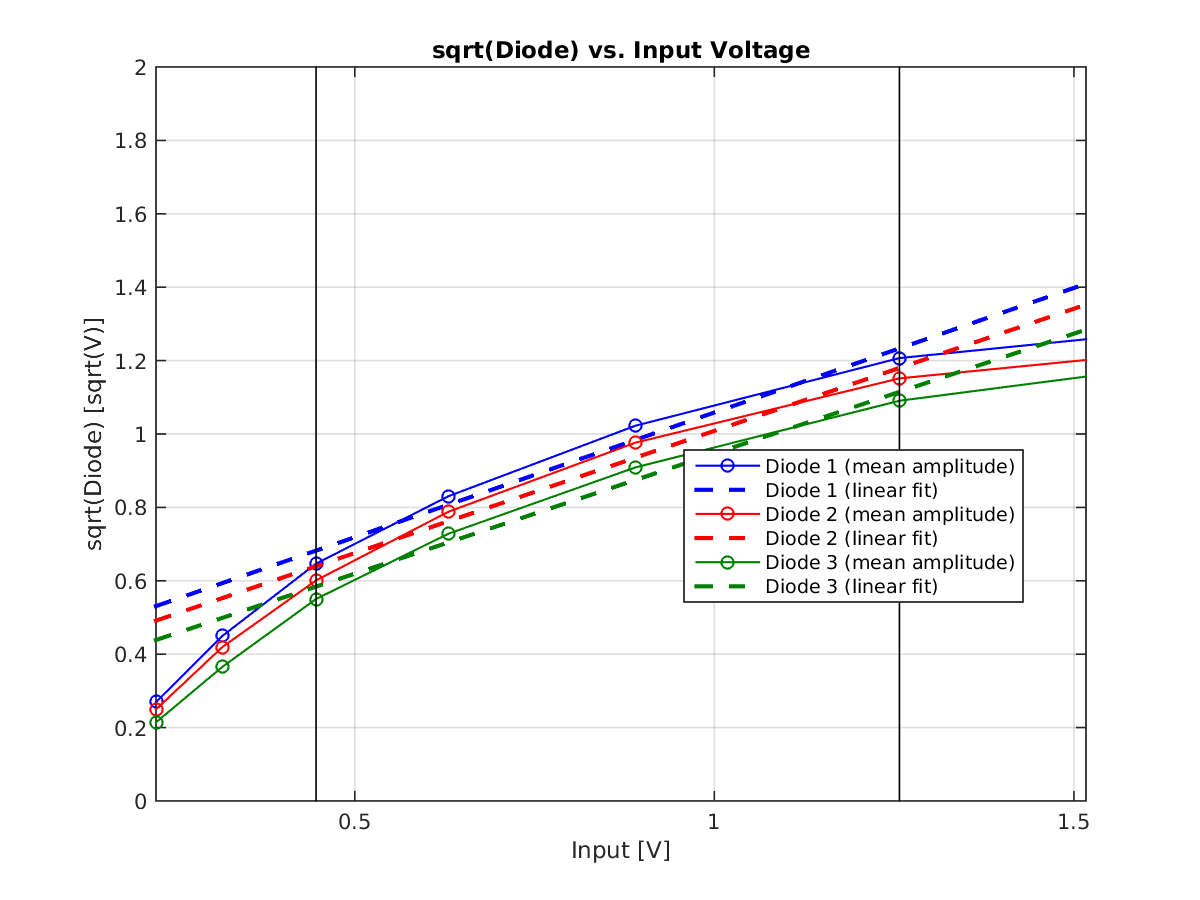 sqrt(Diode) vs. Input Voltage
2
1.8
1.6
1.4
1.2
1
0.8
0.6
0.4
0.2
0
sqrt(Diode) [sqrt(V)]
Diode 1 (mean amplitude)
Diode 1 (linear fit)
Diode 2 (mean amplitude)
Diode 2 (linear fit)
Diode 3 (mean amplitude)
Diode 3 (linear fit)
0.5 1 1.5
Input [V]